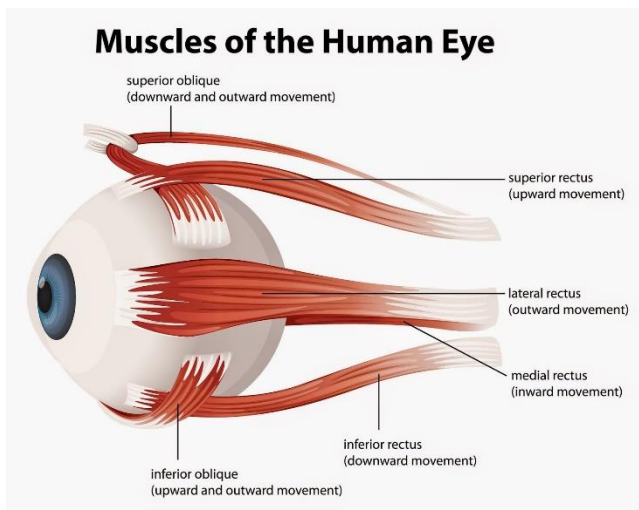 Muscles of the Human Eye
superior oblique
(downward and outward movement)
superior rectus
(upward movement)
lateral rectus
(outward movement)
medial rectus
(inward movement)
inferior rectus
(downward movement)
inferior oblique
(upward and outward movement)